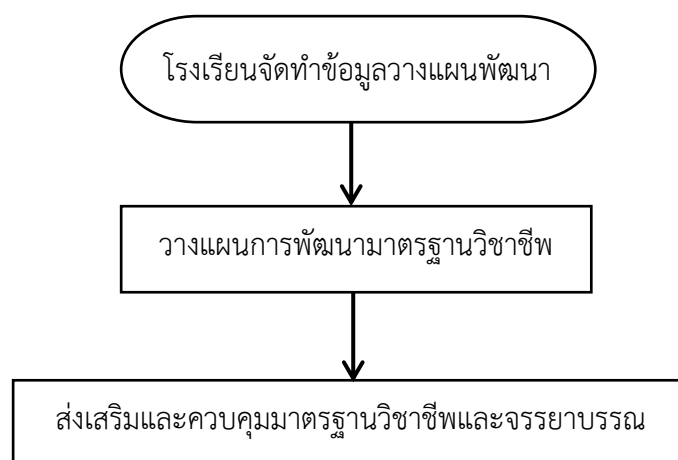 โรงเรียนจัดทำข้อมูลวางแผนพัฒนา
วางแผนการพัฒนามาตรฐานวิชาชีพ
ส่งเสริมและควบคุมมาตรฐานวิชาชีพและจรรยาบรรณ